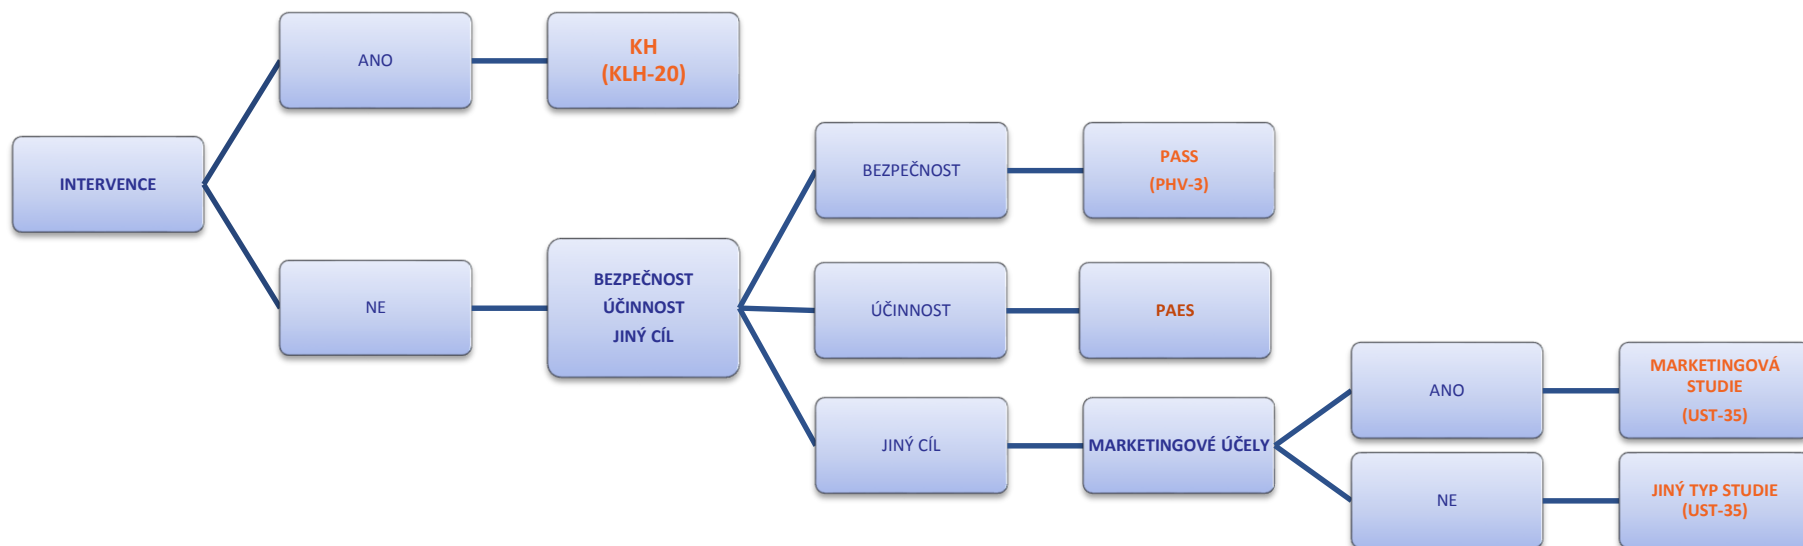 INTERVENCE
ANO
KH
(KLH-20)
NE
BEZPEČNOST
ÚČINNOST
JINÝ CÍL
BEZPEČNOST
PASS
(PHV-3)
ÚČINNOST
PAES
JINÝ CÍL
MARKETINGOVÉ ÚČELY
ANO
MARKETINGOVÁ
STUDIE
(UST-35)
NE
JINÝ TYP STUDIE
(UST-35)